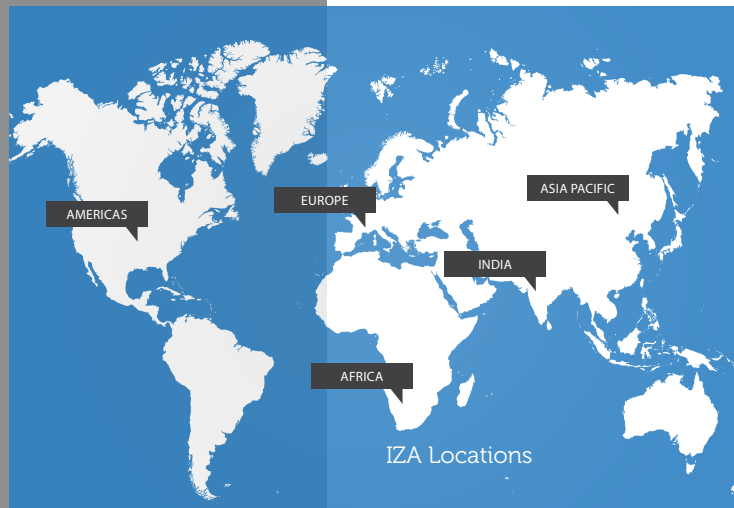 ASIA PACIFIC
EUROPE
AMERICAS
INDIA
AFRICA
IZA Locations